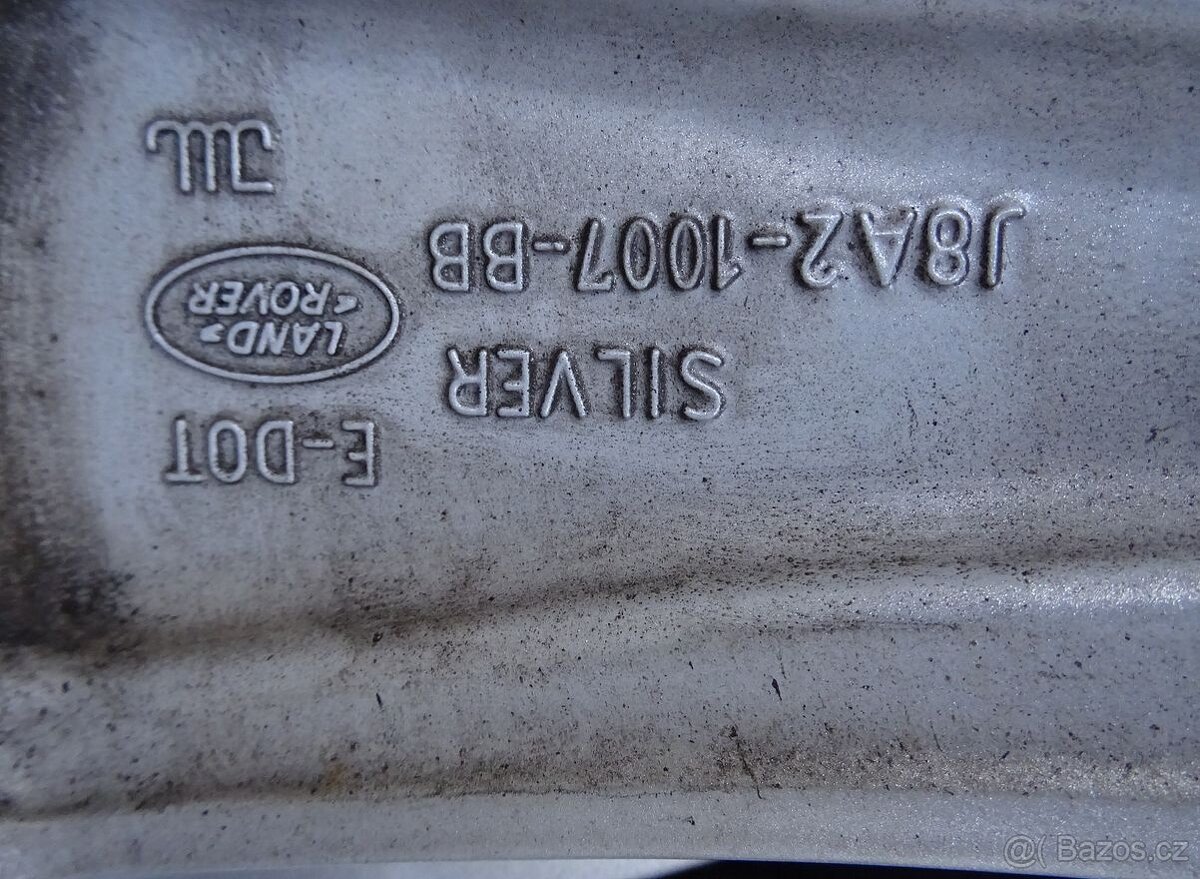 E-DOT
SILVER
LAND
ROVER
J8A2-1007-BB
JWL
@( Bazos.cz